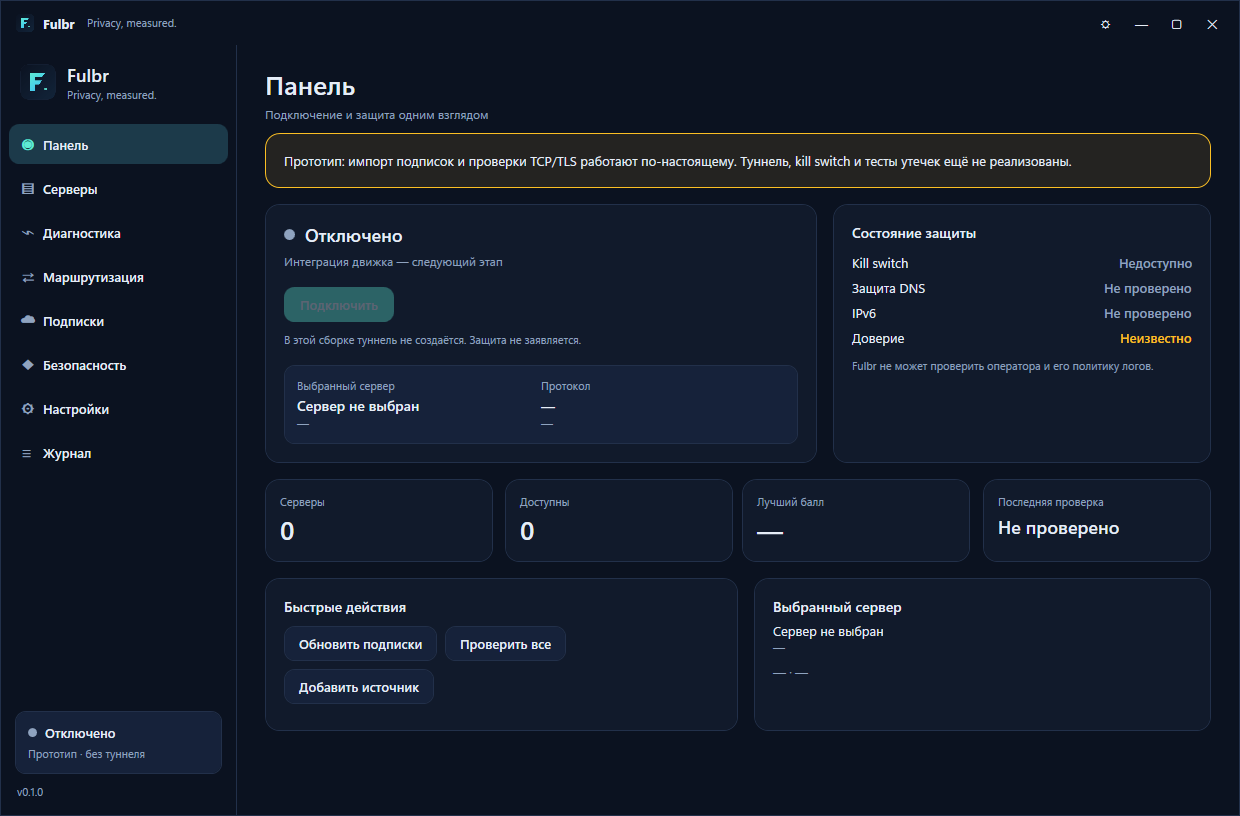 F. Fulbr Privacy, measured.
F. Fulbr
Privacy, measured.
Панель
Серверы
Диагностика
Маршрутизация
Подписки
Безопасность
Настройки
Журнал
Отключено
Прототип · без туннеля
v0.1.0
Панель
Подключение и защита одним взглядом
Прототип: импорт подписок и проверки TCP/TLS работают по-настоящему. Туннель, kill switch и тесты утечек ещё не реализованы.
Отключено
Интеграция движка — следующий этап
Подключить
В этой сборке туннель не создаётся. Защита не заявляется.
Выбранный сервер
Сервер не выбран
—
Протокол
—
—
Состояние защиты
Kill switch Недоступно
Защита DNS Не проверено
IPv6 Не проверено
Доверие Неизвестно
Fulbr не может проверить оператора и его политику логов.
Серверы
0
Доступны
0
Лучший балл
—
Последняя проверка
Не проверено
Быстрые действия
Обновить подписки
Проверить все
Добавить источник
Выбранный сервер
Сервер не выбран
—
— · —